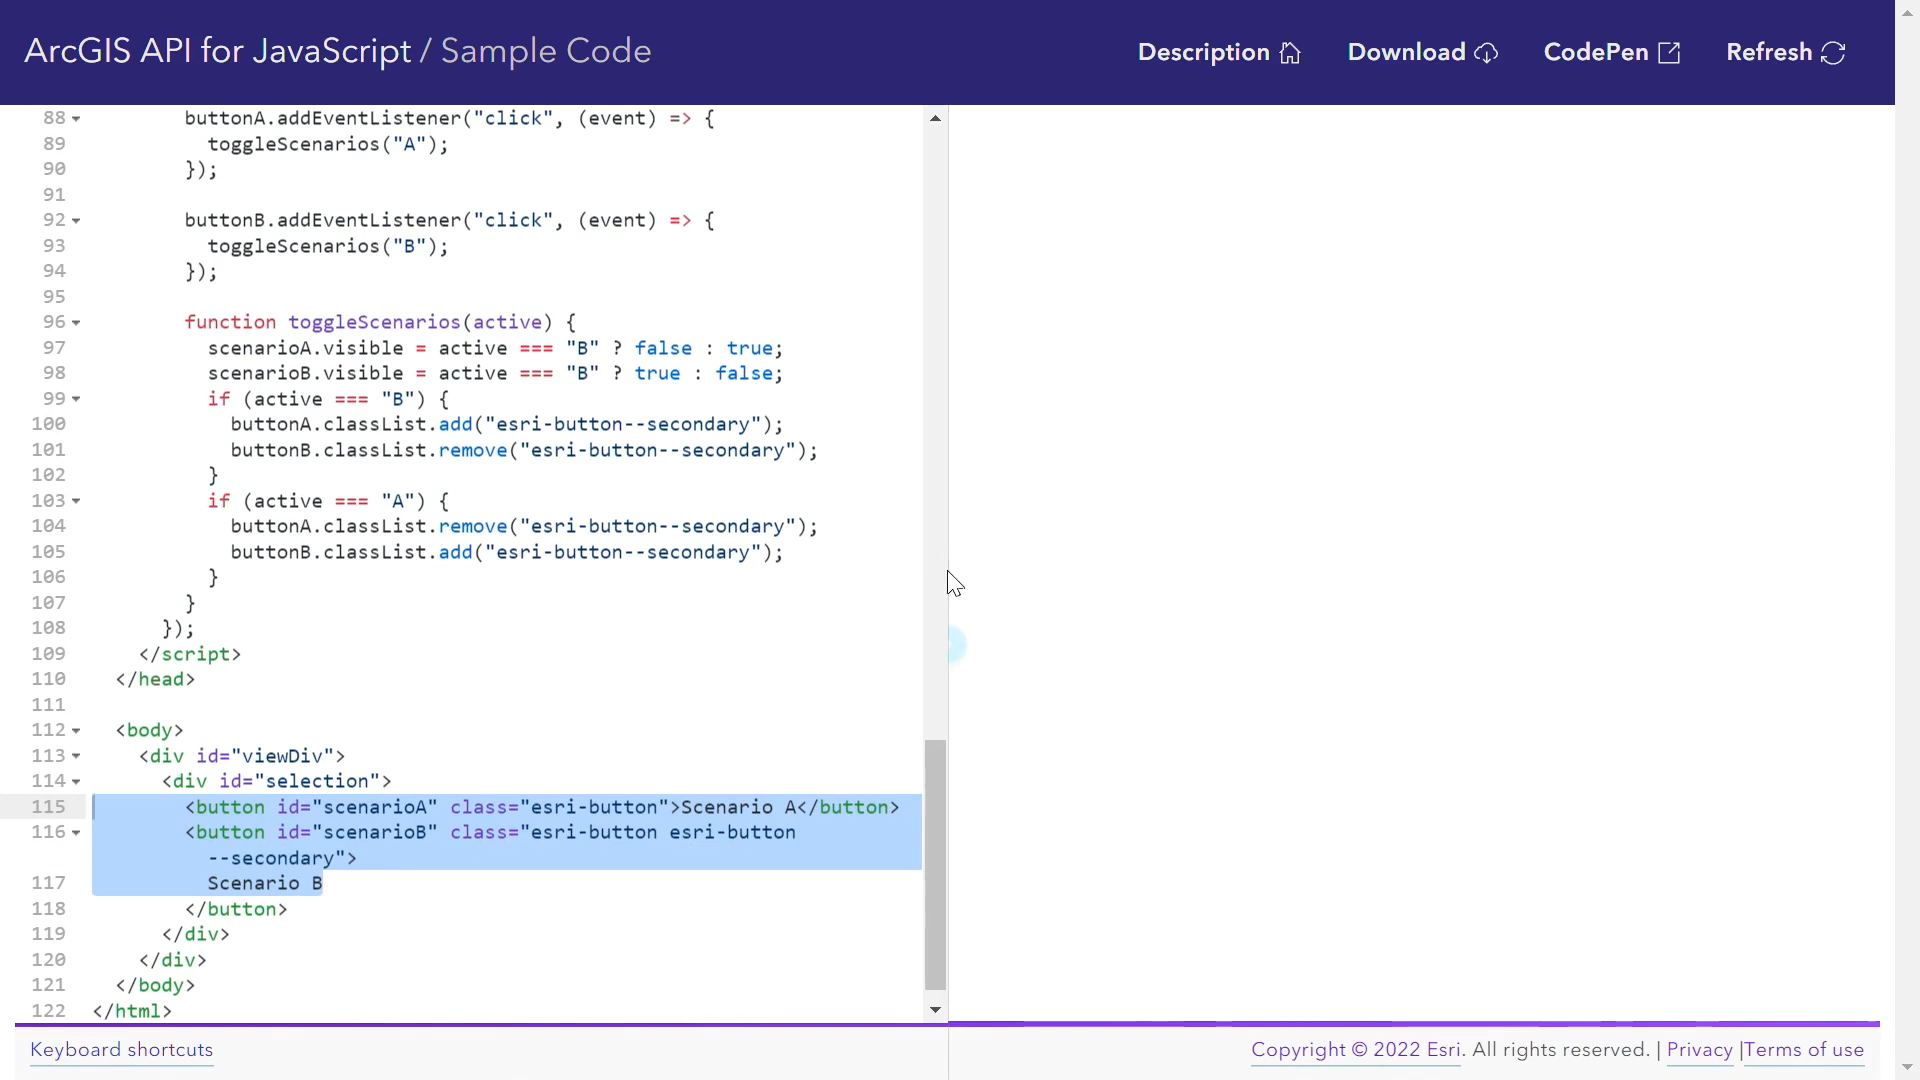 ArcGIS API for JavaScript / Sample Code
Description
Download
CodePen
Refresh
88 buttonA.addEventListener("click", (event) => {
89 toggleScenarios("A");
90 });
91
92 buttonB.addEventListener("click", (event) => {
93 toggleScenarios("B");
94 });
95
96 function toggleScenarios(active) {
97 scenarioA.visible = active === "B" ? false : true;
98 scenarioB.visible = active === "B" ? true : false;
99 if (active === "B") {
100 buttonA.classList.add("esri-button--secondary");
101 buttonB.classList.remove("esri-button--secondary");
102 }
103 if (active === "A") {
104 buttonA.classList.remove("esri-button--secondary");
105 buttonB.classList.add("esri-button--secondary");
106 }
107 }
108 });
109 </script>
110 </head>
111
112 <body>
113 <div id="viewDiv">
114 <div id="selection">
115 <button id="scenarioA" class="esri-button">Scenario A</button>
116 <button id="scenarioB" class="esri-button esri-button
--secondary">
117 Scenario B
118 </button>
119 </div>
120 </div>
121 </body>
122 </html>
Keyboard shortcuts
Copyright © 2022 Esri. All rights reserved. | Privacy |Terms of use